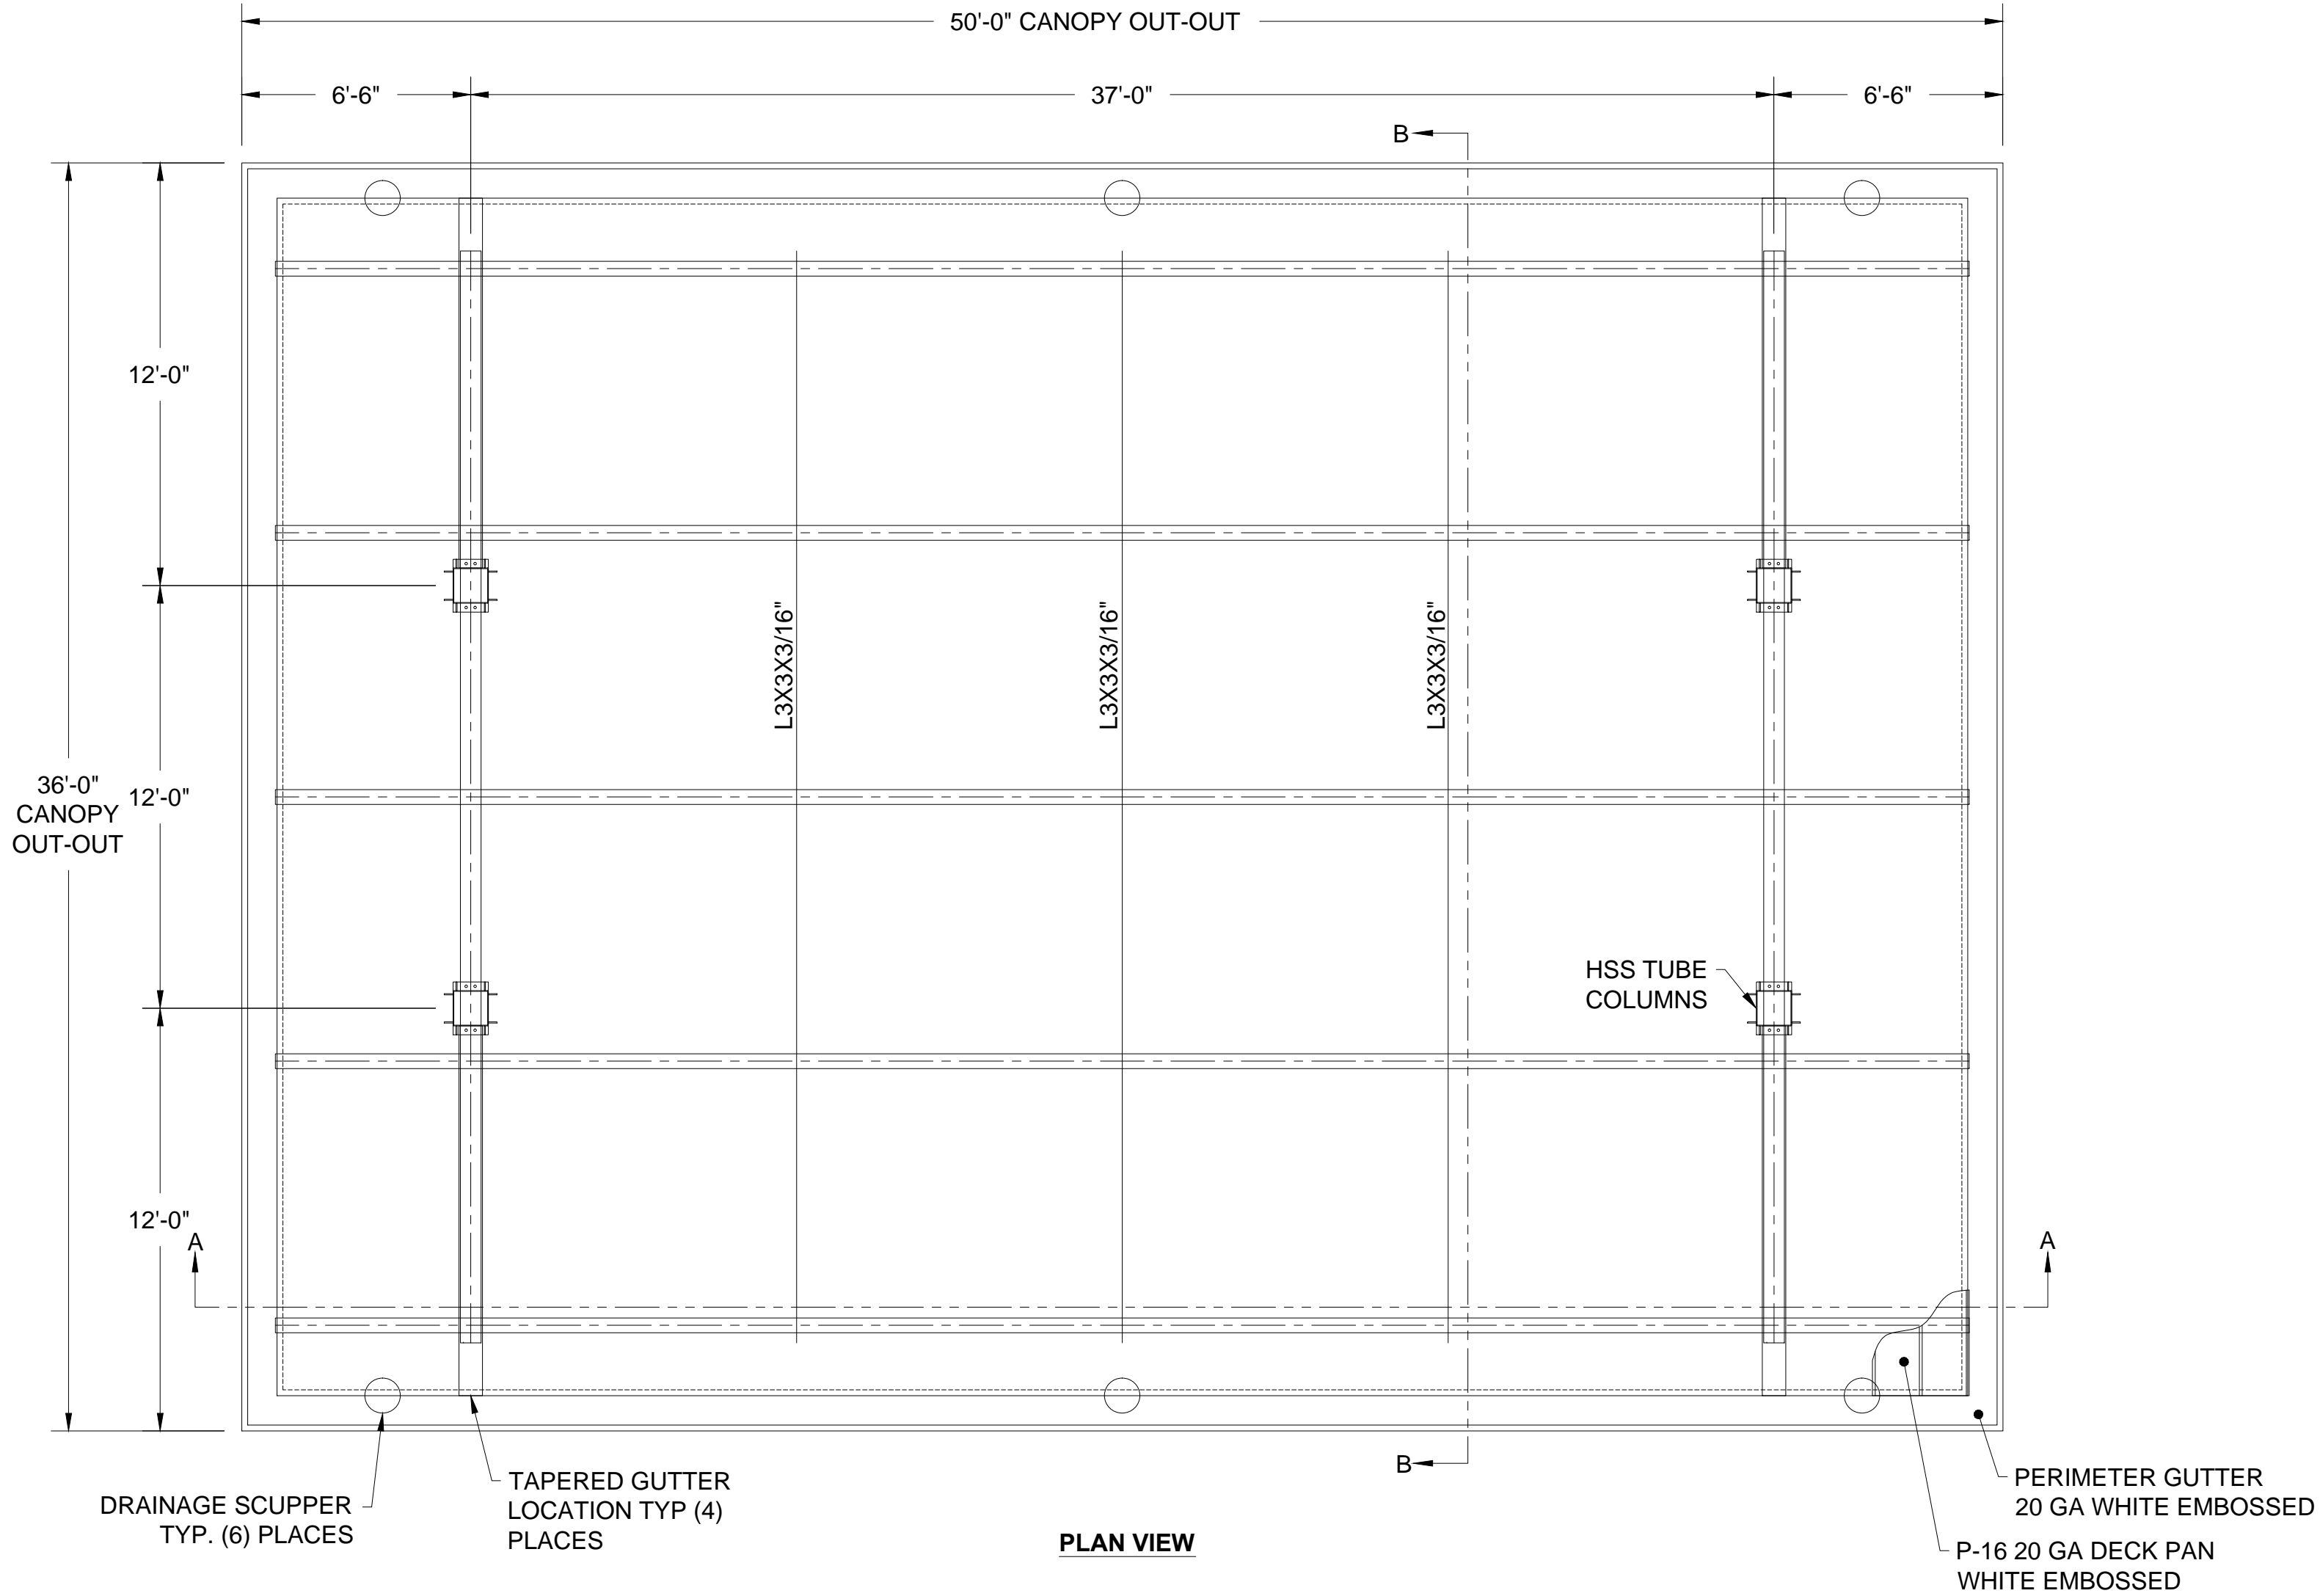 50'-0" CANOPY OUT-OUT
6'-6"
37'-0"
6'-6"
B
12'-0"
L3X3X3/16"
L3X3X3/16"
L3X3X3/16"
36'-0"
CANOPY
OUT-OUT
12'-0"
HSS TUBE
COLUMNS
12'-0"
A
A
B
DRAINAGE SCUPPER
TYP. (6) PLACES
TAPERED GUTTER
LOCATION TYP (4)
PLACES
PLAN VIEW
PERIMETER GUTTER
20 GA WHITE EMBOSSED
P-16 20 GA DECK PAN
WHITE EMBOSSED